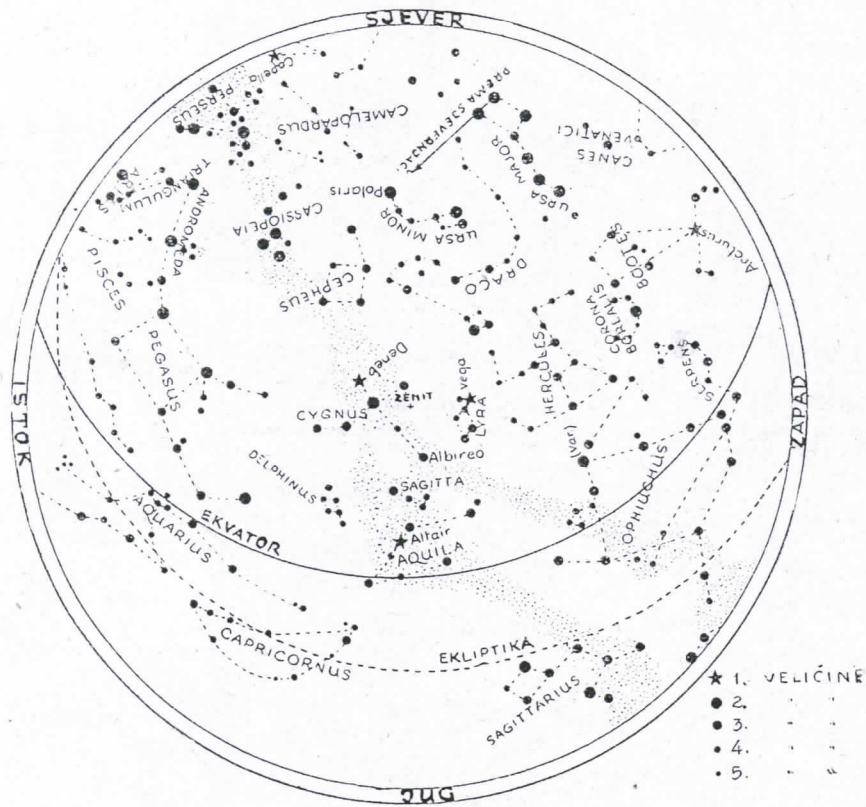 SJEVER
Capella
PERSEUS
CAMELOPARDUS
PREMA SJEVERNJAČ
CANES
VVENATICI
URSA MAJOR
ARIES
TRIANGULUM
ANDROMEDA
CASSIOPEIA
Polaris
URSA MINOR
Arcturus
BOOTES
PISCES
CEPHEUS
DRACO
CORONA
BOREALIS
HERCULES
SERPENS
PEGASUS
Deneb
ZENIT
Vega
LYRA
CYGNUS
ISTOK
ZAPAD
(var)
Albireo
DELPHINUS
SAGITTA
OPHIUCHUS
AQUARIUS
EKVATOR
Altair
AQUILA
CAPRICORNUS
EKLIPTIKA
SAGITTARIUS
1. VELIČINE
2. " "
3. " "
4. " "
5. " "
JUG